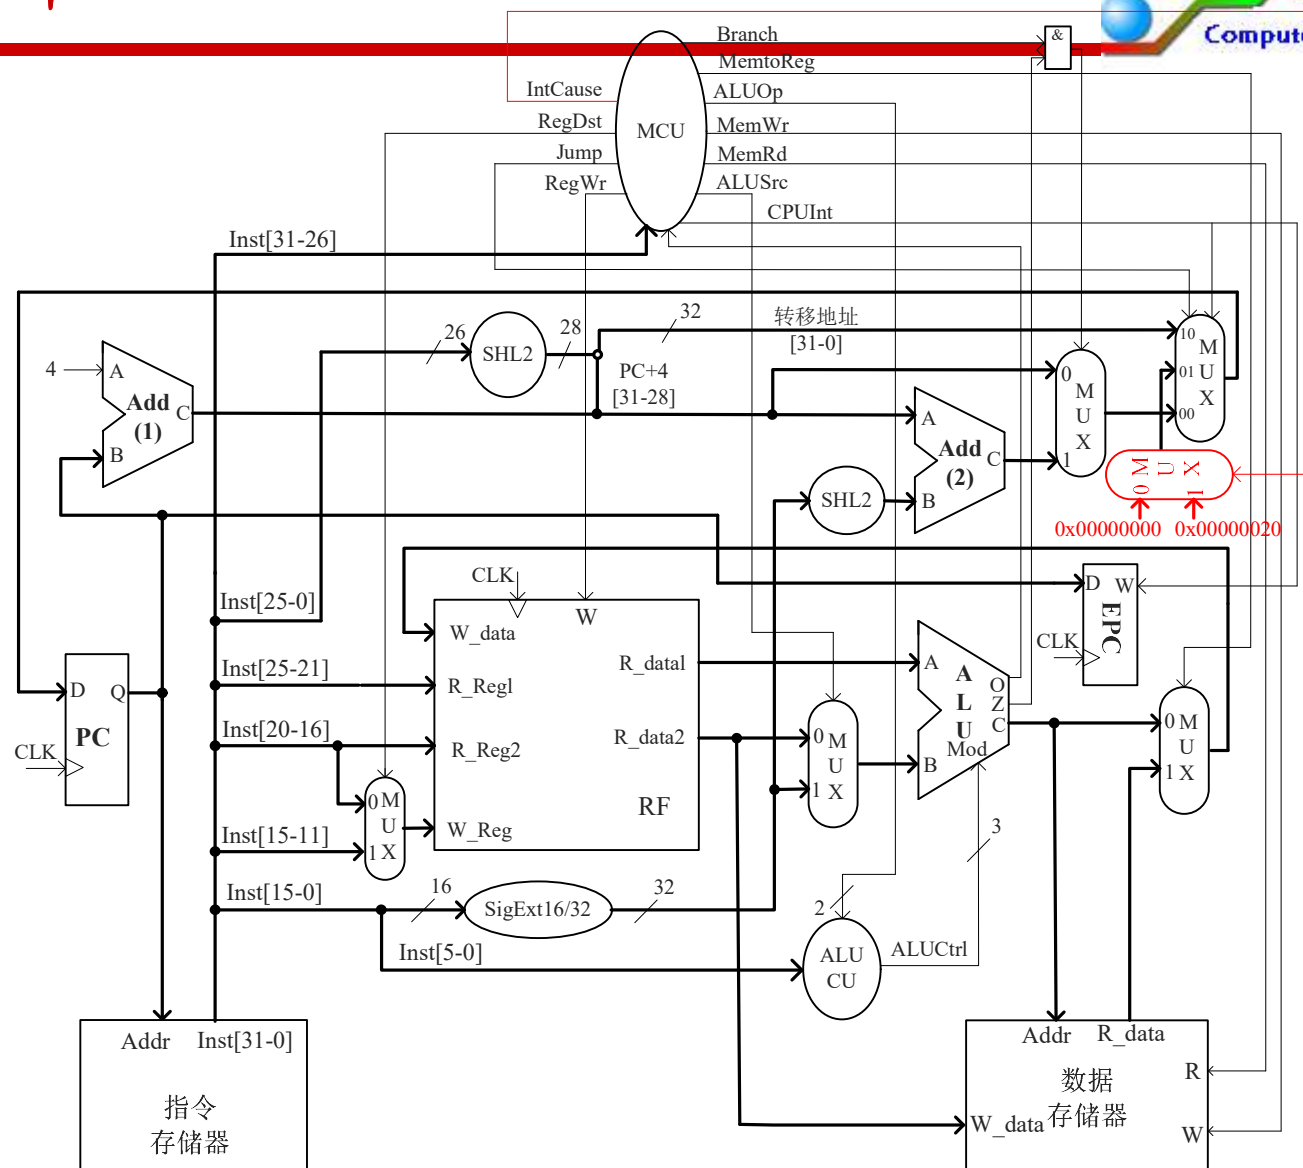 Compute
Branch
&
MemtoReg
IntCause
ALUOp
RegDst
MCU
MemWr
Jump
MemRd
RegWr
ALUSrc
CPUInt
Inst[31-26]
26
SHL2
28
32
转移地址
[31-0]
PC+4
[31-28]
10
01
00
M
U
X
4
A
Add
(1)
C
B
0
M
U
X
1
A
Add
(2)
C
B
SHL2
0 M
U
1 X
0x00000000
0x00000020
CLK
Inst[25-0]
W_data
W
D W
EPC
CLK
Inst[25-21]
R_Reg1
R_data1
A
ALU
O
Z
C
Mod
B
D Q
PC
CLK
Inst[20-16]
R_Reg2
R_data2
0 M
U
1 X
0 M
U
1 X
0 M
U
1 X
RF
Inst[15-11]
W_Reg
3
Inst[15-0]
16
SigExt16/32
32
2
Inst[5-0]
ALU
CU
ALUCtrl
Addr
Inst[31-0]
指令
存储器
Addr
R_data
数据
存储器
R
W_data
W